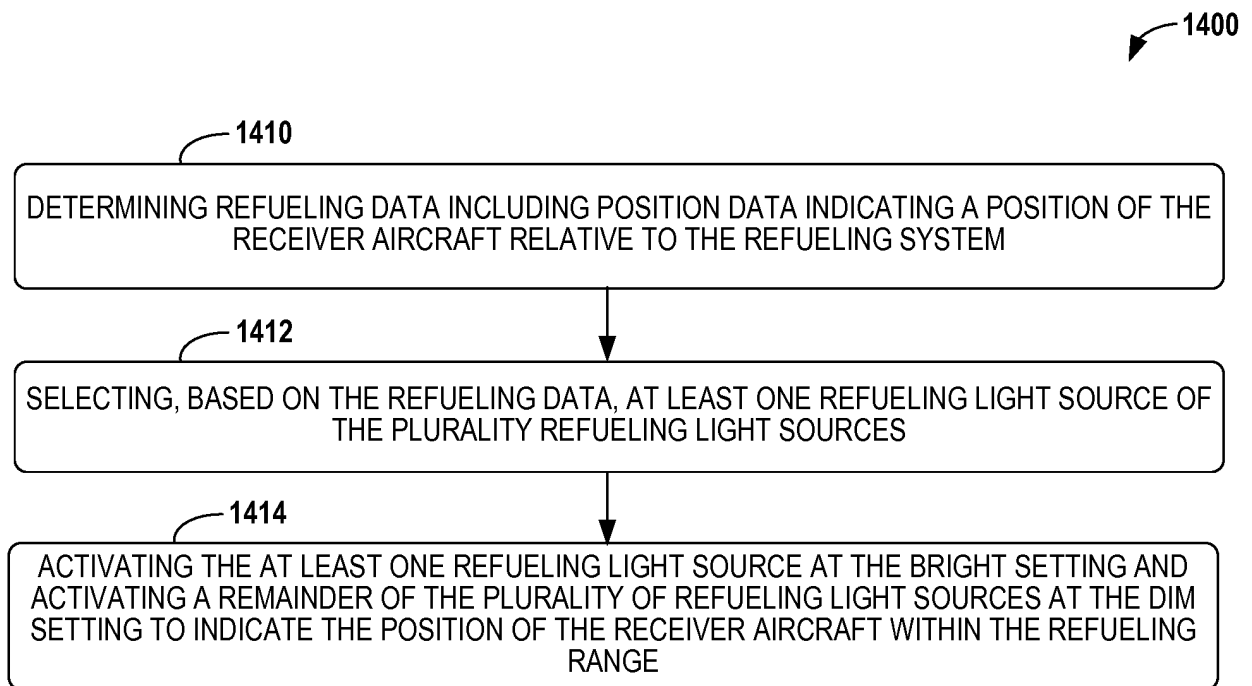 1400
1410
DETERMINING REFUELING DATA INCLUDING POSITION DATA INDICATING A POSITION OF THE
RECEIVER AIRCRAFT RELATIVE TO THE REFUELING SYSTEM
1412
SELECTING, BASED ON THE REFUELING DATA, AT LEAST ONE REFUELING LIGHT SOURCE OF
THE PLURALITY REFUELING LIGHT SOURCES
1414
ACTIVATING THE AT LEAST ONE REFUELING LIGHT SOURCE AT THE BRIGHT SETTING AND
ACTIVATING A REMAINDER OF THE PLURALITY OF REFUELING LIGHT SOURCES AT THE DIM
SETTING TO INDICATE THE POSITION OF THE RECEIVER AIRCRAFT WITHIN THE REFUELING
RANGE